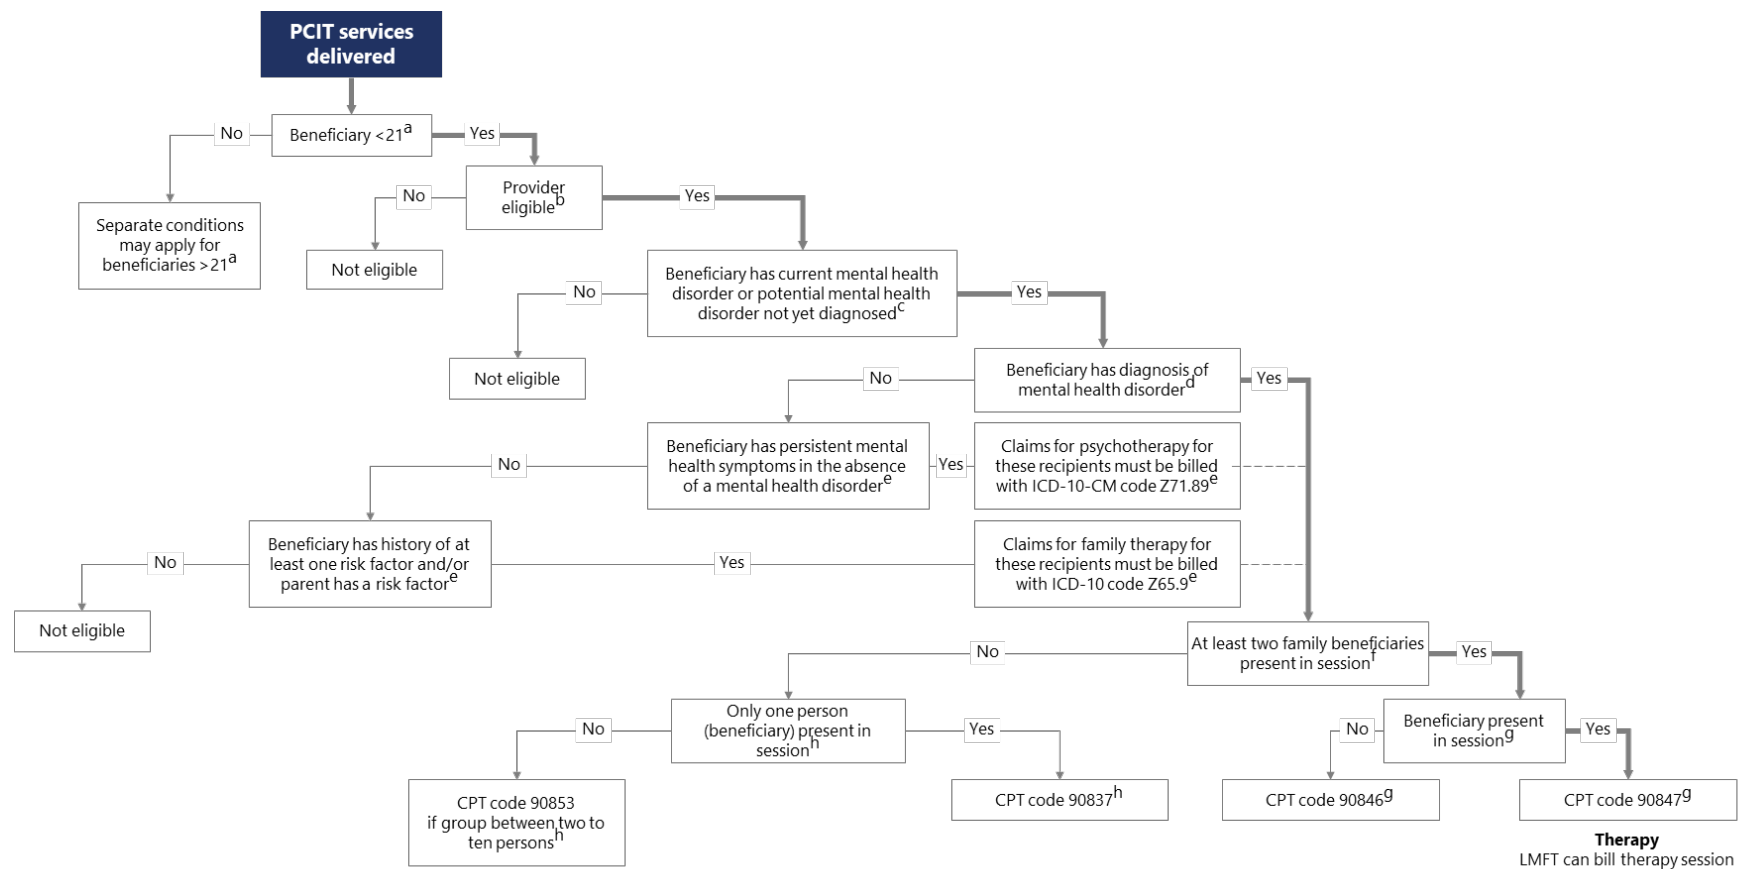 PCIT services
delivered
No
Beneficiary <21a
Yes
Provider
eligibleb
No
Yes
Separate conditions
may apply for
beneficiaries >21a
Not eligible
Beneficiary has current mental health
disorder or potential mental health
disorder not yet diagnosedc
No
Yes
Not eligible
Beneficiary has diagnosis of
mental health disorderd
No
Yes
Beneficiary has persistent mental
health symptoms in the absence
of a mental health disordere
No
Yes
Claims for psychotherapy for
these recipients must be billed
with ICD-10-CM code Z71.89e
Beneficiary has history of at
least one risk factor and/or
parent has a risk factore
No
Yes
Claims for family therapy for
these recipients must be billed
with ICD-10 code Z65.9e
Not eligible
At least two family beneficiaries
present in sessionf
No
Yes
Only one person
(beneficiary) present in
sessionh
No
Yes
Beneficiary present
in sessiong
No
Yes
CPT code 90853
if group between two to
ten personsh
CPT code 90837h
CPT code 90846g
CPT code 90847g
Therapy
LMFT can bill therapy session